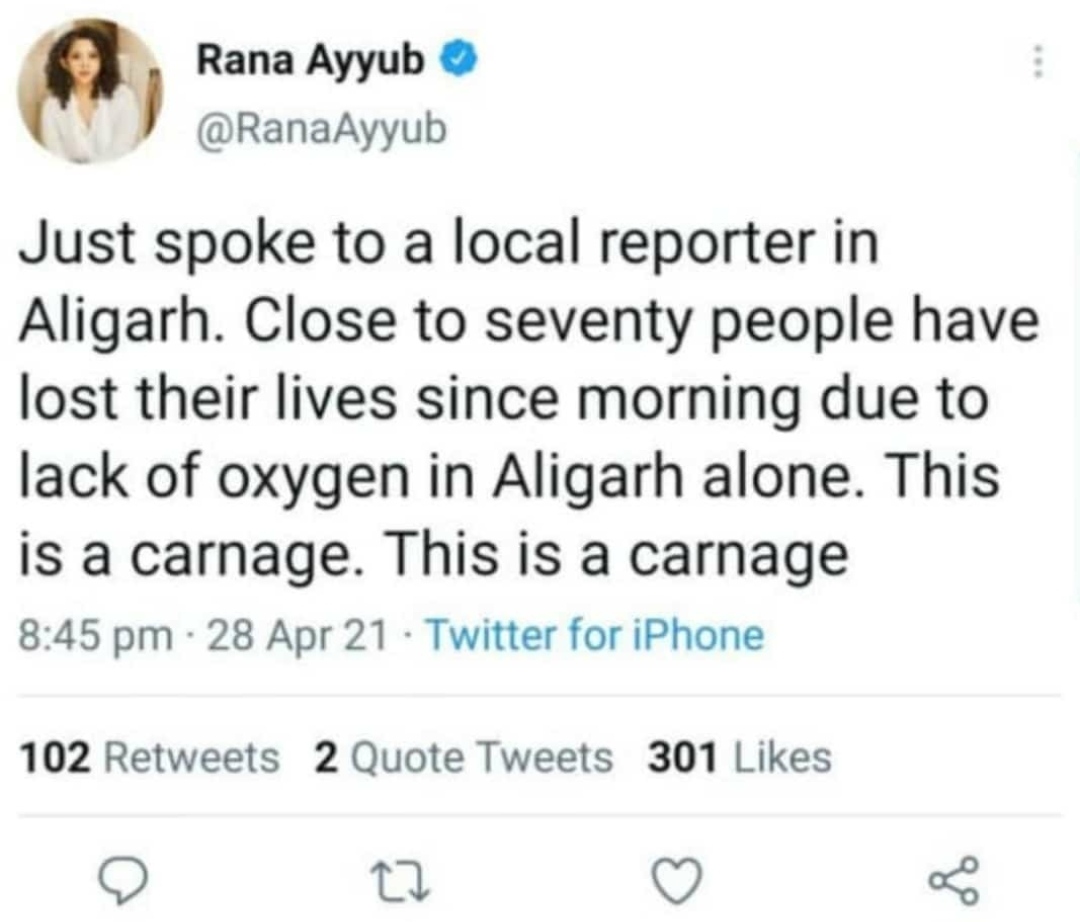 Rana Ayyub
@RanaAyyub
Just spoke to a local reporter in
Aligarh. Close to seventy people have
lost their lives since morning due to
lack of oxygen in Aligarh alone. This
is a carnage. This is a carnage
8:45 pm · 28 Apr 21 · Twitter for iPhone
102 Retweets 2 Quote Tweets 301 Likes